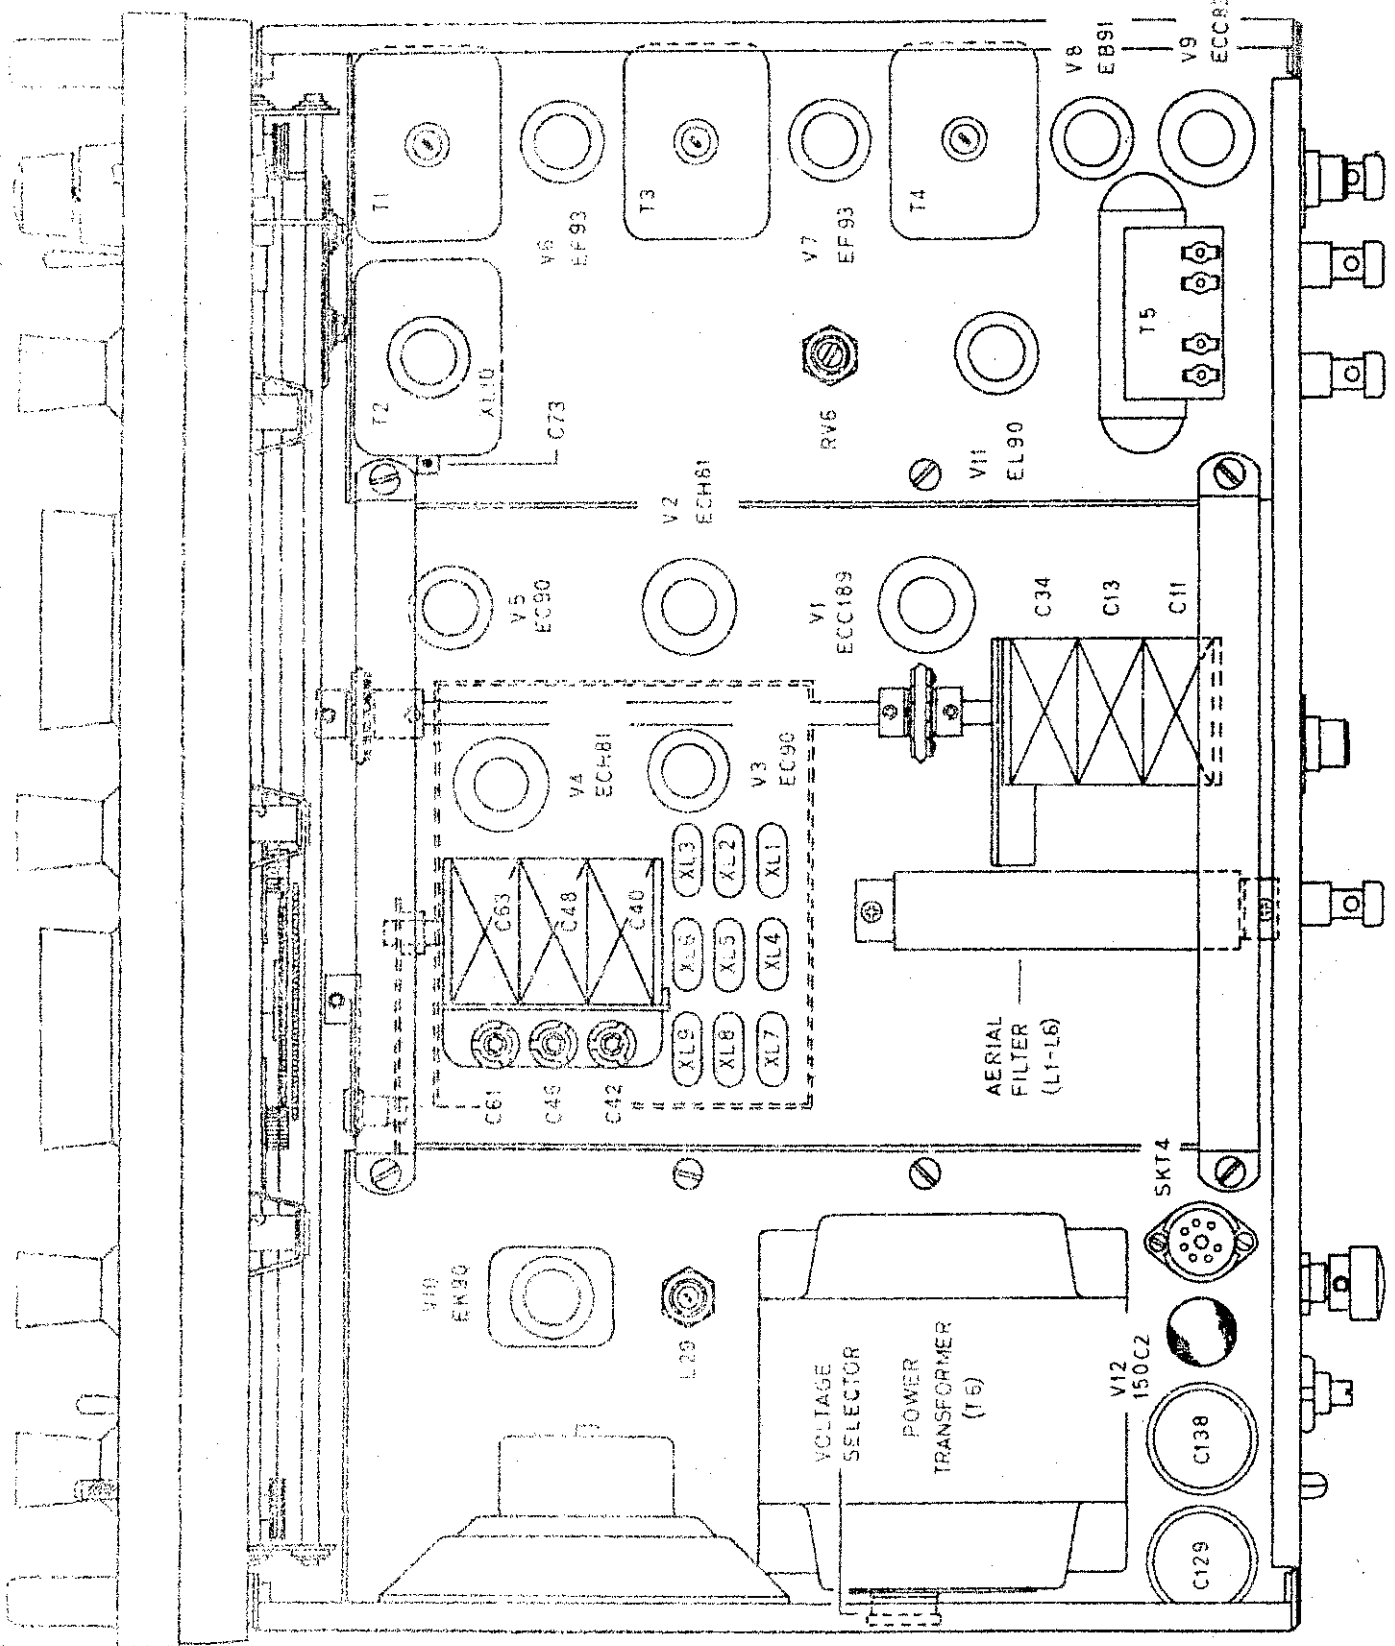 V8
EB91
V9
T1
V6
EF93
T3
V7
EF93
T4
T2
XL10
C73
RV6
V11
EL90
T5
V2
ECH81
V5
EC90
V1
ECC189
C34
C13
C11
V4
ECH81
V3
EC90
C63
C48
C40
XL3
XL2
XL1
XL6
XL5
XL4
XL9
XL8
XL7
C61
C46
C42
AERIAL
FILTER
(L1-L6)
SKT4
V10
EK90
L29
VOLTAGE
SELECTOR
POWER
TRANSFORMER
(T6)
V12
150C2
C138
C129